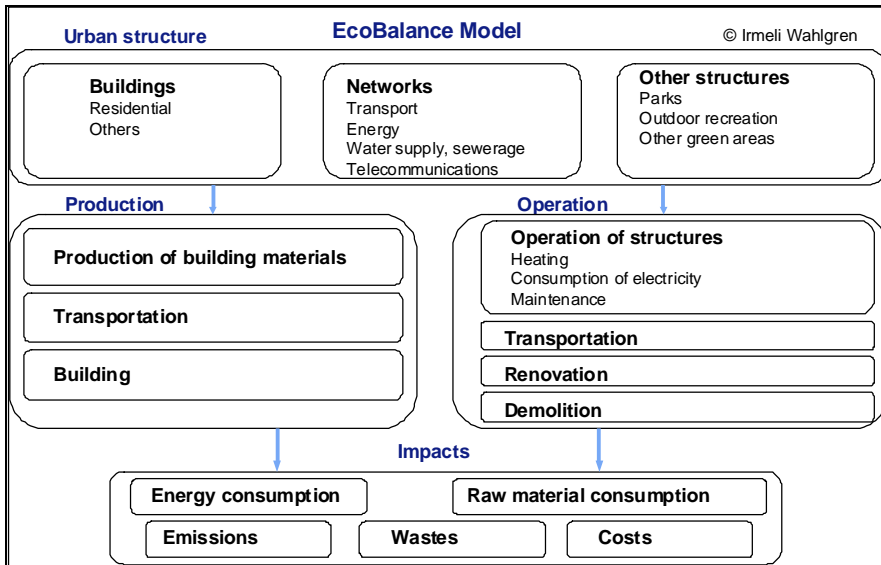 EcoBalance Model
© Irmeli Wahlgren
Urban structure
Buildings
Residential
Others
Networks
Transport
Energy
Water supply, sewerage
Telecommunications
Other structures
Parks
Outdoor recreation
Other green areas
Production
Production of building materials
Transportation
Building
Operation
Operation of structures
Heating
Consumption of electricity
Maintenance
Transportation
Renovation
Demolition
Impacts
Energy consumption
Raw material consumption
Emissions
Wastes
Costs